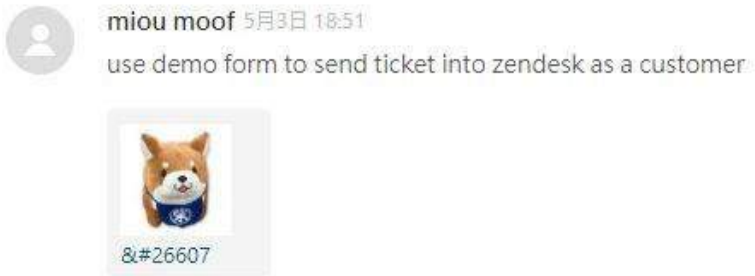 miou moof 5月3日 18:51
use demo form to send ticket into zendesk as a customer
&#26607